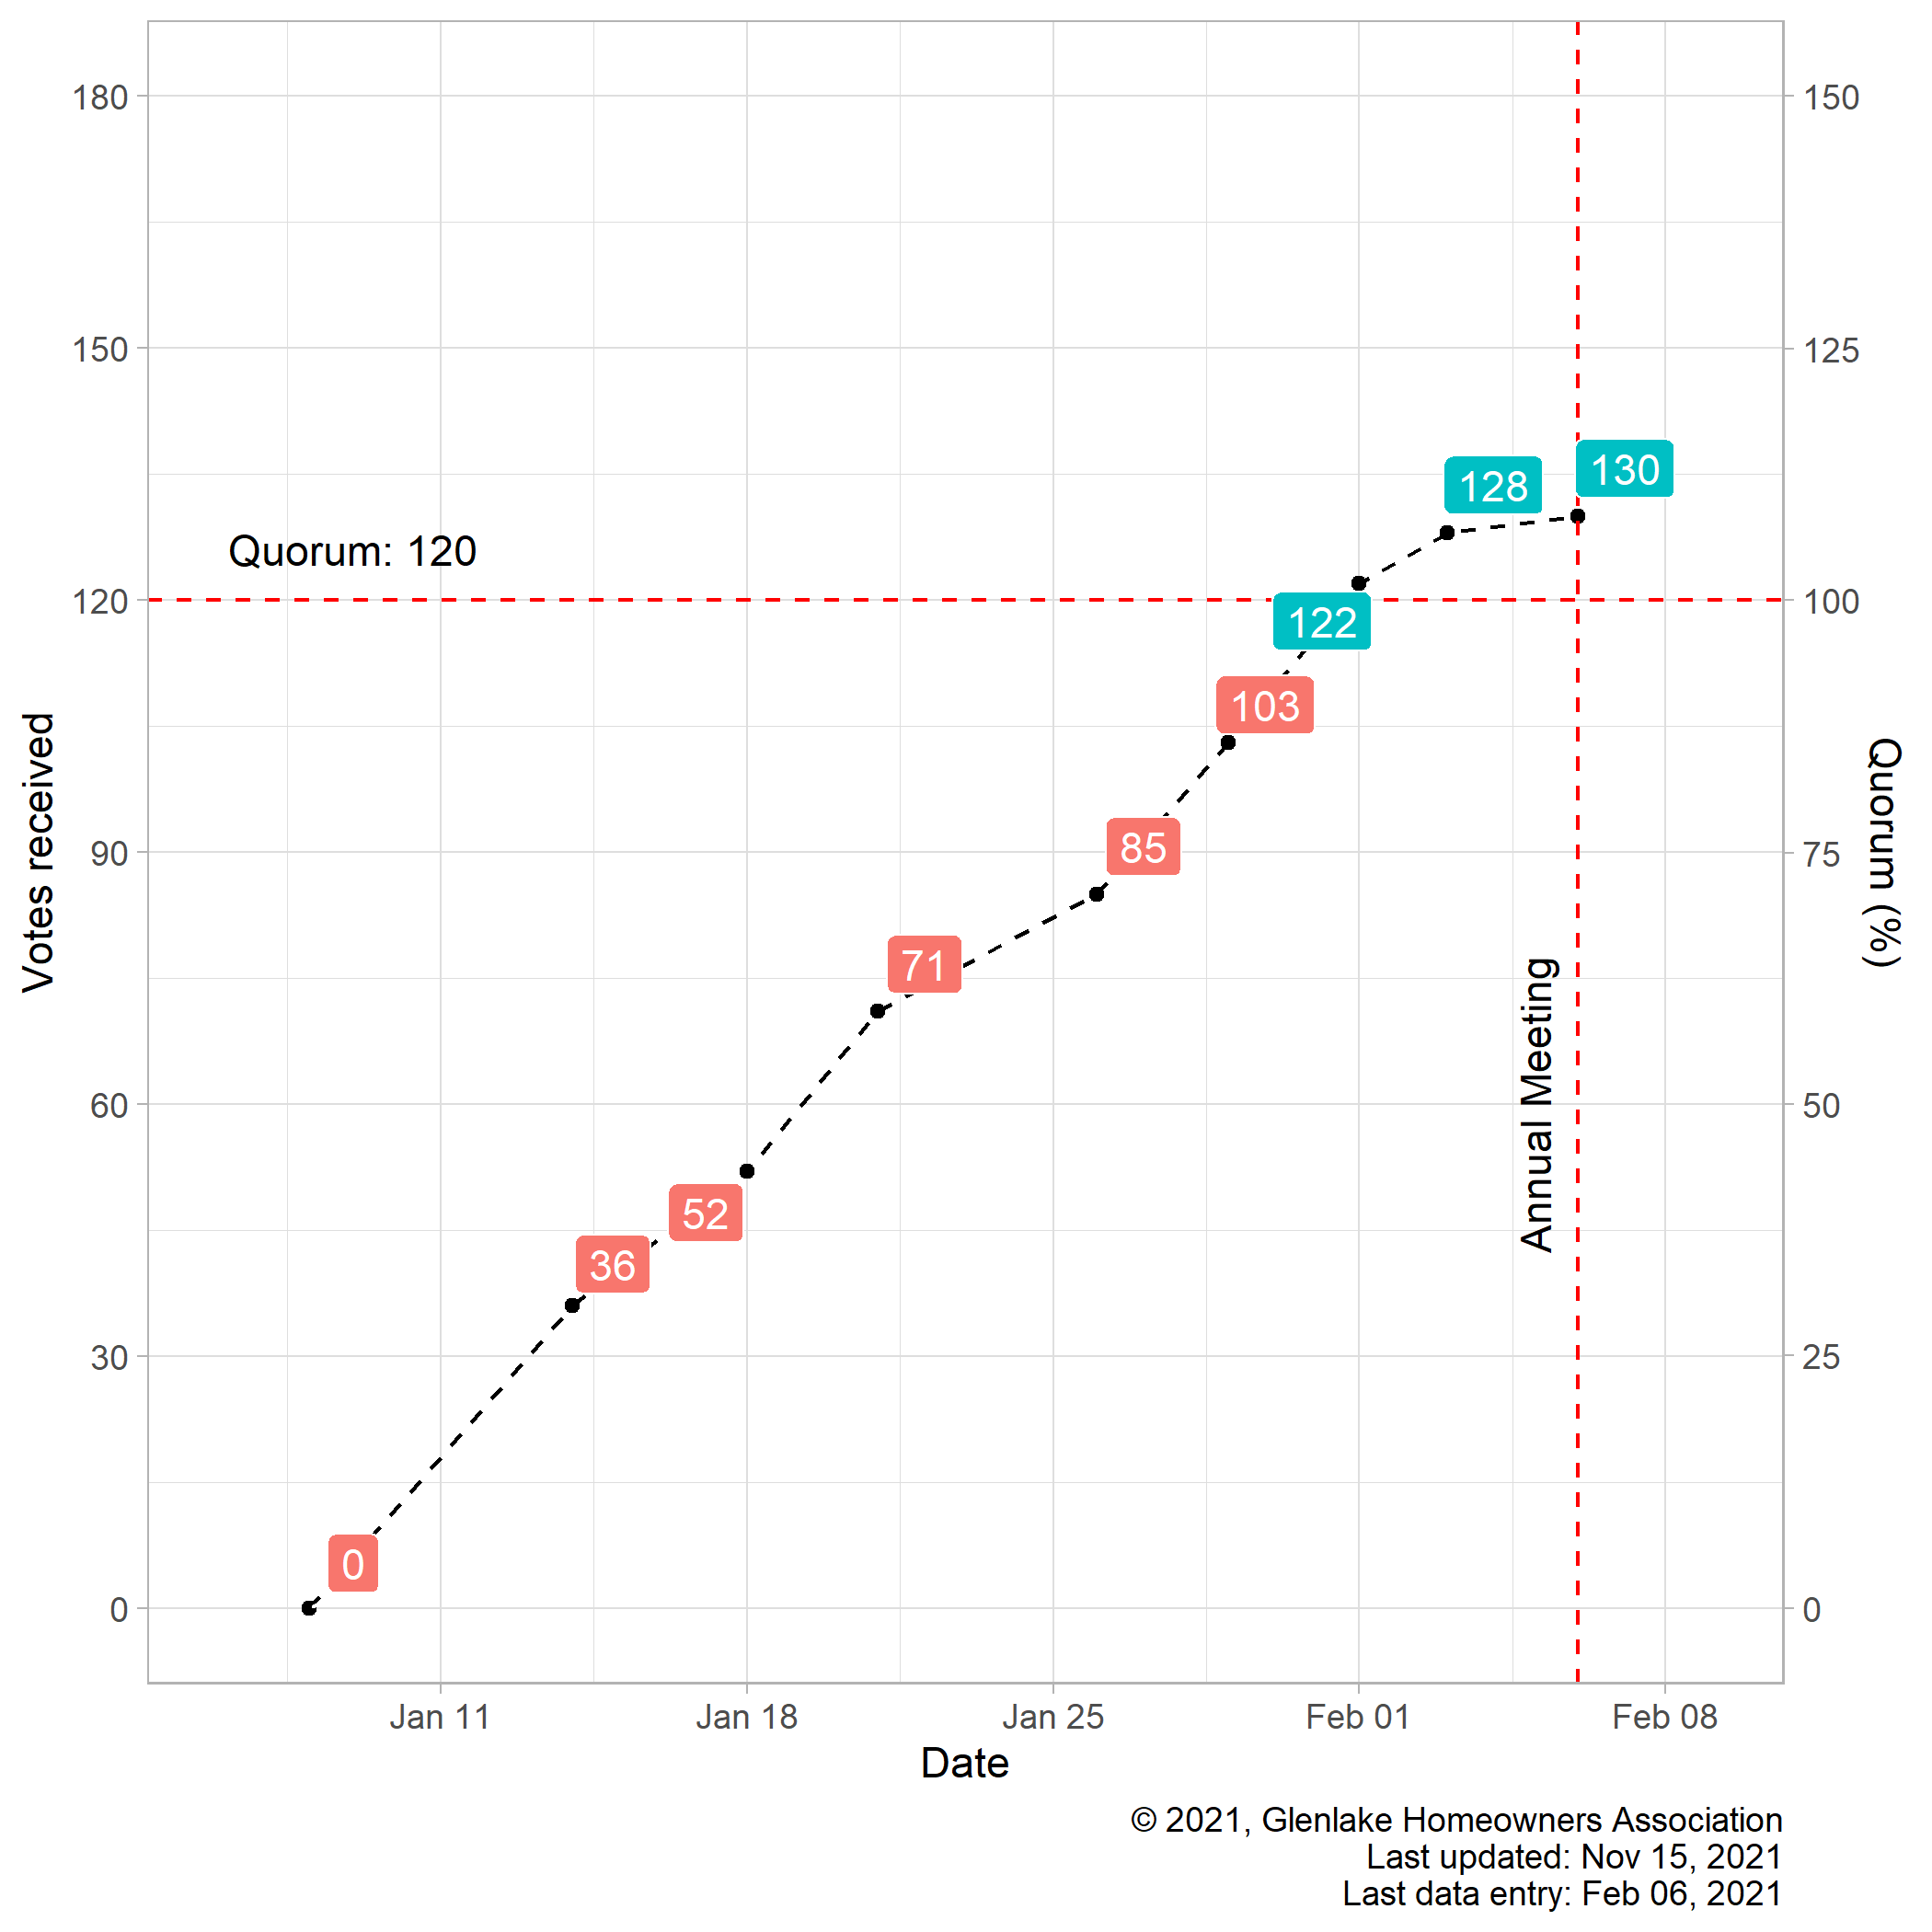 180
150
120
90
60
30
0
Votes received
150
125
100
75
50
25
0
Quorum (%)
Quorum: 120
Annual Meeting
0
36
52
71
85
103
122
128
130
Jan 11
Jan 18
Jan 25
Feb 01
Feb 08
Date
© 2021, Glenlake Homeowners Association
Last updated: Nov 15, 2021
Last data entry: Feb 06, 2021